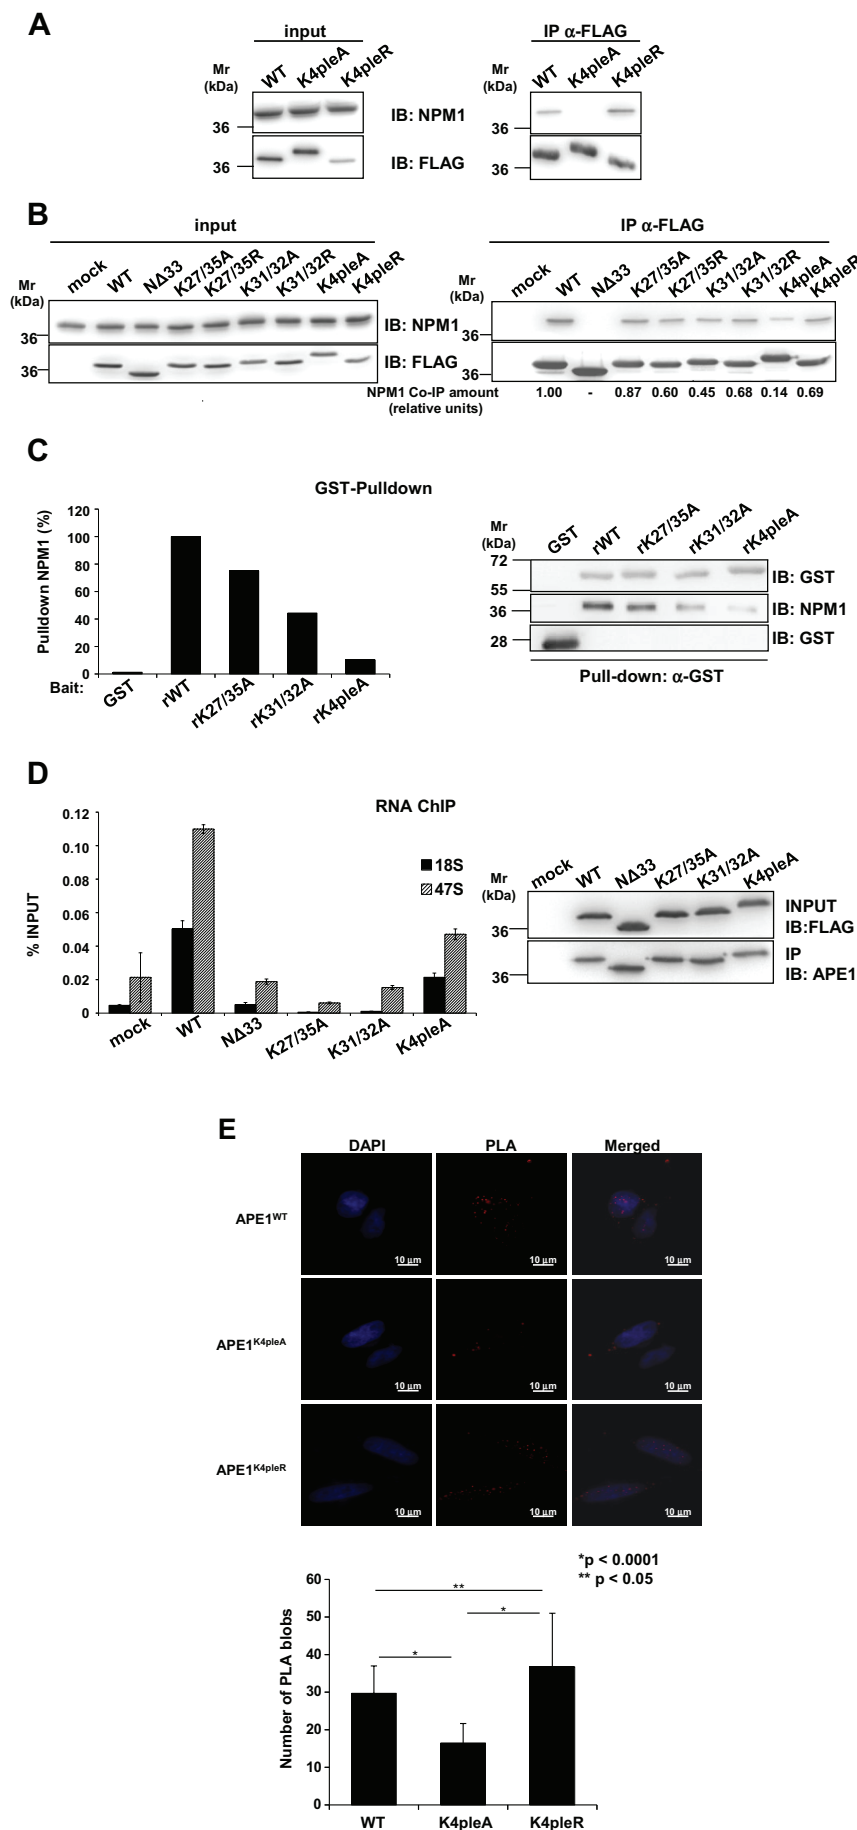 A
input
IP α-FLAG
Mr
(kDa)
WT
K4pleA
K4pleR
Mr
(kDa)
WT
K4pleA
K4pleR
36
IB: NPM1
36
36
IB: FLAG
36
B
input
IP α-FLAG
Mr
(kDa)
mock
WT
NΔ33
K27/35A
K27/35R
K31/32A
K31/32R
K4pleA
K4pleR
Mr
(kDa)
mock
WT
NΔ33
K27/35A
K27/35R
K31/32A
K31/32R
K4pleA
K4pleR
36
IB: NPM1
36
36
IB: FLAG
36
NPM1 Co-IP amount
(relative units)
1.00 - 0.87 0.60 0.45 0.68 0.14 0.69
C
GST-Pulldown
Pulldown NPM1 (%)
120
100
80
60
40
20
0
Bait:
GST
rWT
rK27/35A
rK31/32A
rK4pleA
Mr
(kDa)
GST
rWT
rK27/35A
rK31/32A
rK4pleA
72
55
IB: GST
36
IB: NPM1
28
IB: GST
Pull-down: α-GST
D
RNA ChIP
% INPUT
0.12
0.10
0.08
0.06
0.04
0.02
0
18S
47S
mock
WT
NΔ33
K27/35A
K31/32A
K4pleA
Mr
(kDa)
mock
WT
NΔ33
K27/35A
K31/32A
K4pleA
36
INPUT
IB:FLAG
36
IP
IB: APE1
E
DAPI
PLA
Merged
APE1WT
10 μm
10 μm
10 μm
APE1K4pleA
10 μm
10 μm
10 μm
APE1K4pleR
10 μm
10 μm
10 μm
*p < 0.0001
** p < 0.05
Number of PLA blobs
60
50
40
30
20
10
0
**
*
*
WT
K4pleA
K4pleR